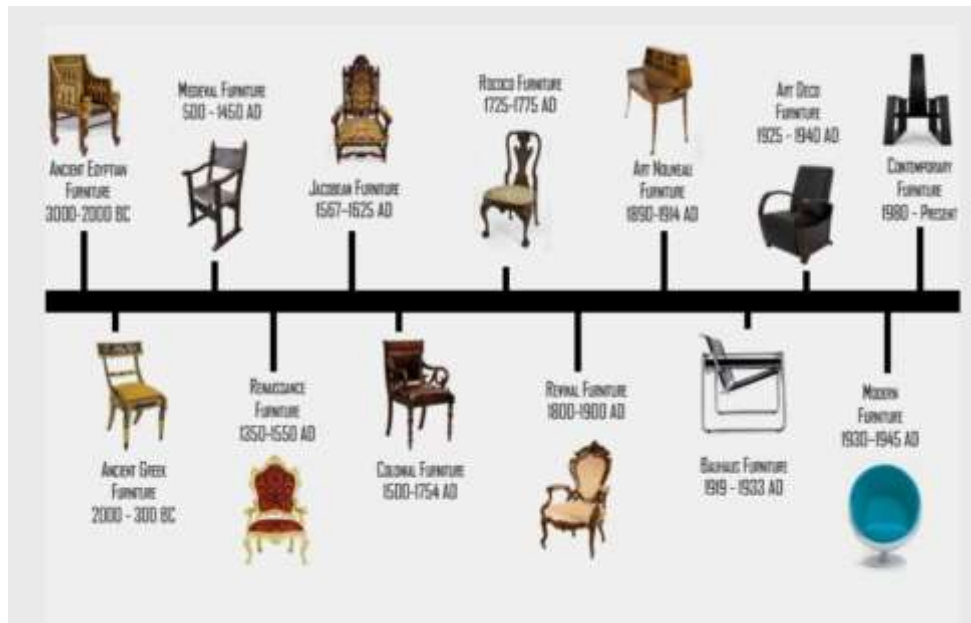 Ancient Egyptian
Furniture
3000-2000 BC
Medieval Furniture
500 - 1450 AD
Jacobean Furniture
1567-1625 AD
Rococo Furniture
1725-1775 AD
Art Nouveau
Furniture
1890-1914 AD
Art Deco
Furniture
1925 - 1940 AD
Contemporary
Furniture
1980 - Present
Ancient Greek
Furniture
2000 - 300 BC
Renaissance
Furniture
1350-1550 AD
Colonial Furniture
1500-1754 AD
Revival Furniture
1800-1900 AD
Bauhaus Furniture
1919 - 1933 AD
Modern
Furniture
1930-1945 AD